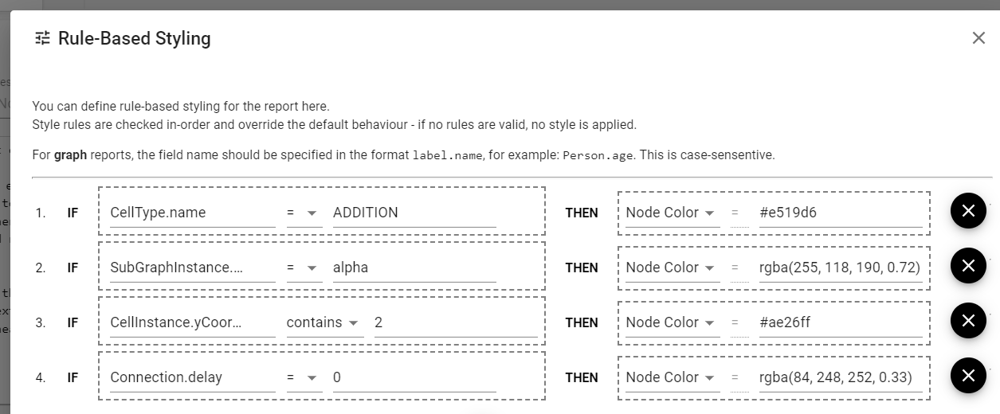 Rule-Based Styling
You can define rule-based styling for the report here.
Style rules are checked in-order and override the default behaviour - if no rules are valid, no style is applied.
For graph reports, the field name should be specified in the format label.name, for example: Person.age. This is case-sensentive.
1. IF CellType.name = ADDITION THEN Node Color = #e519d6
2. IF SubGraphInstance.... = alpha THEN Node Color = rgba(255, 118, 190, 0.72)
3. IF CellInstance.yCoor... contains 2 THEN Node Color = #ae26ff
4. IF Connection.delay = 0 THEN Node Color = rgba(84, 248, 252, 0.33)